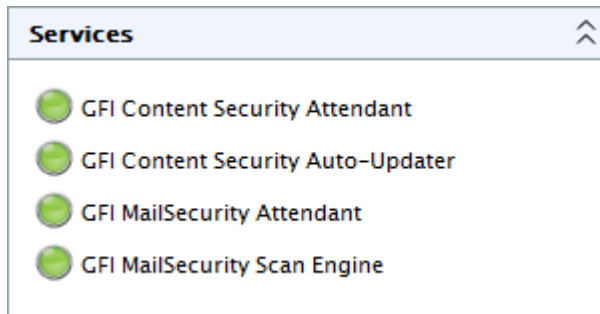 Services
GFI Content Security Attendant
GFI Content Security Auto-Updater
GFI MailSecurity Attendant
GFI MailSecurity Scan Engine